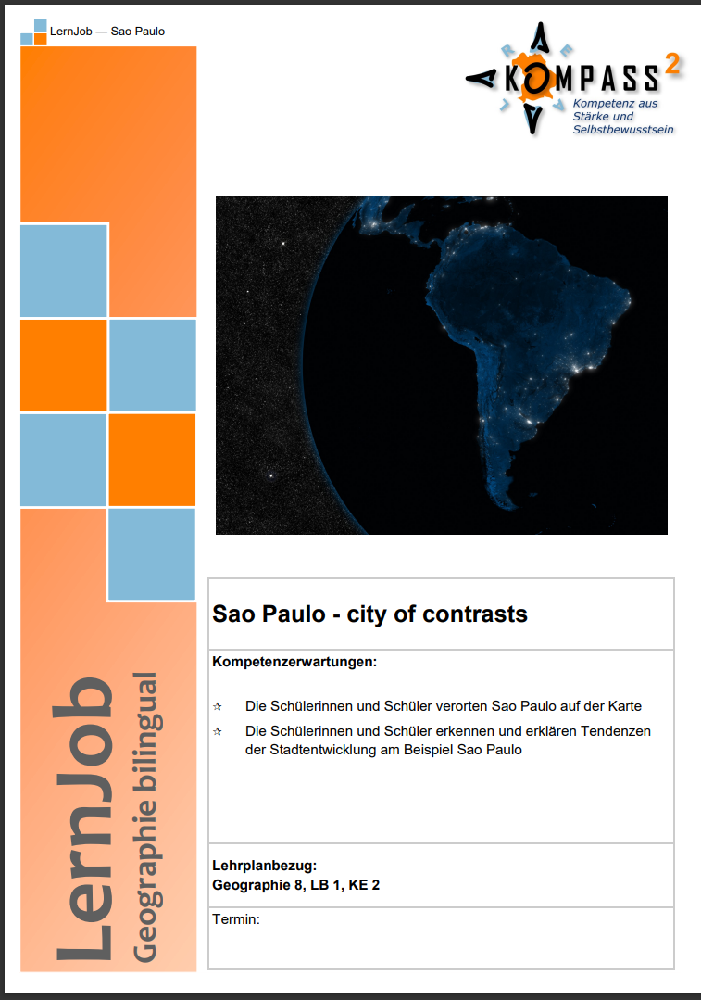 LernJob — Sao Paulo
R E
KOMPASS²
L A
Kompetenz aus
Stärke und
Selbstbewusstsein
Sao Paulo - city of contrasts
Kompetenzerwartungen:
✰ Die Schülerinnen und Schüler verorten Sao Paulo auf der Karte
✰ Die Schülerinnen und Schüler erkennen und erklären Tendenzen
der Stadtentwicklung am Beispiel Sao Paulo
Lehrplanbezug:
Geographie 8, LB 1, KE 2
Termin:
LernJob
Geographie bilingual